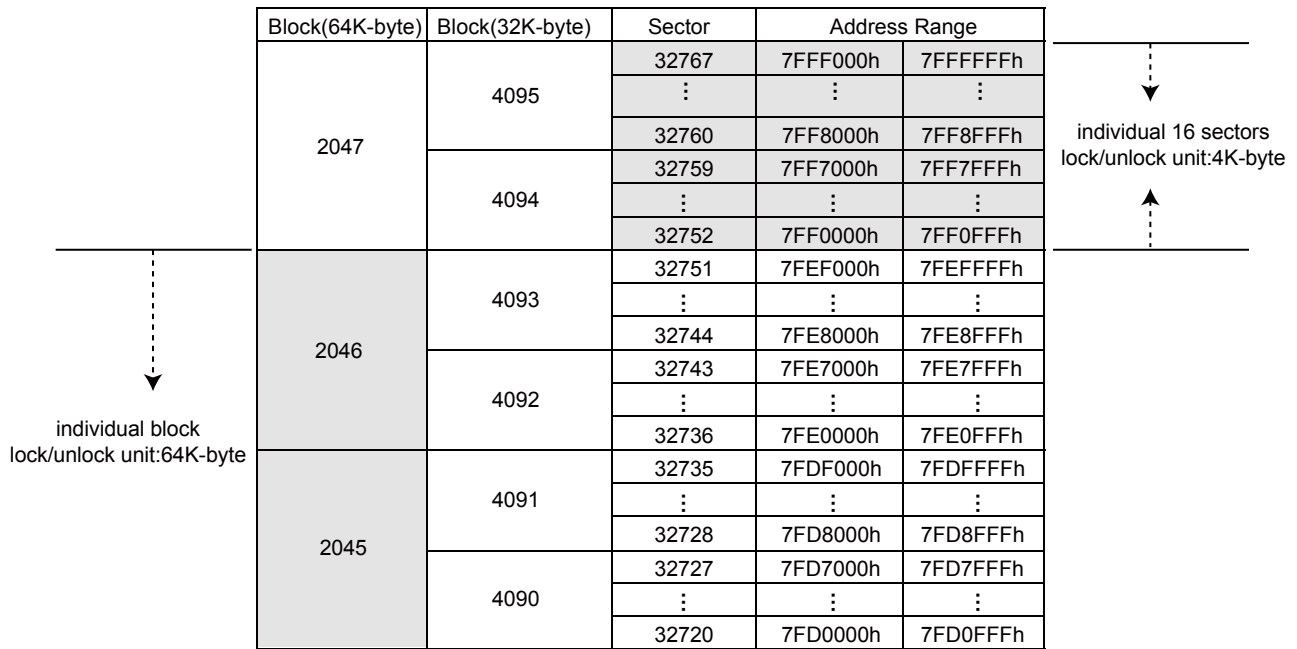 Block(64K-byte) Block(32K-byte) Sector Address Range
32767 7FFF000h 7FFFFFFh
4095
⋮ ⋮ ⋮
32760 7FF8000h 7FF8FFFh
2047
32759 7FF7000h 7FF7FFFh
4094
⋮ ⋮ ⋮
32752 7FF0000h 7FF0FFFh
individual 16 sectors
lock/unlock unit:4K-byte
32751 7FEF000h 7FEFFFFh
4093
⋮ ⋮ ⋮
32744 7FE8000h 7FE8FFFh
2046
32743 7FE7000h 7FE7FFFh
4092
⋮ ⋮ ⋮
32736 7FE0000h 7FE0FFFh
individual block
lock/unlock unit:64K-byte
32735 7FDF000h 7FDFFFFh
4091
⋮ ⋮ ⋮
32728 7FD8000h 7FD8FFFh
2045
32727 7FD7000h 7FD7FFFh
4090
⋮ ⋮ ⋮
32720 7FD0000h 7FD0FFFh